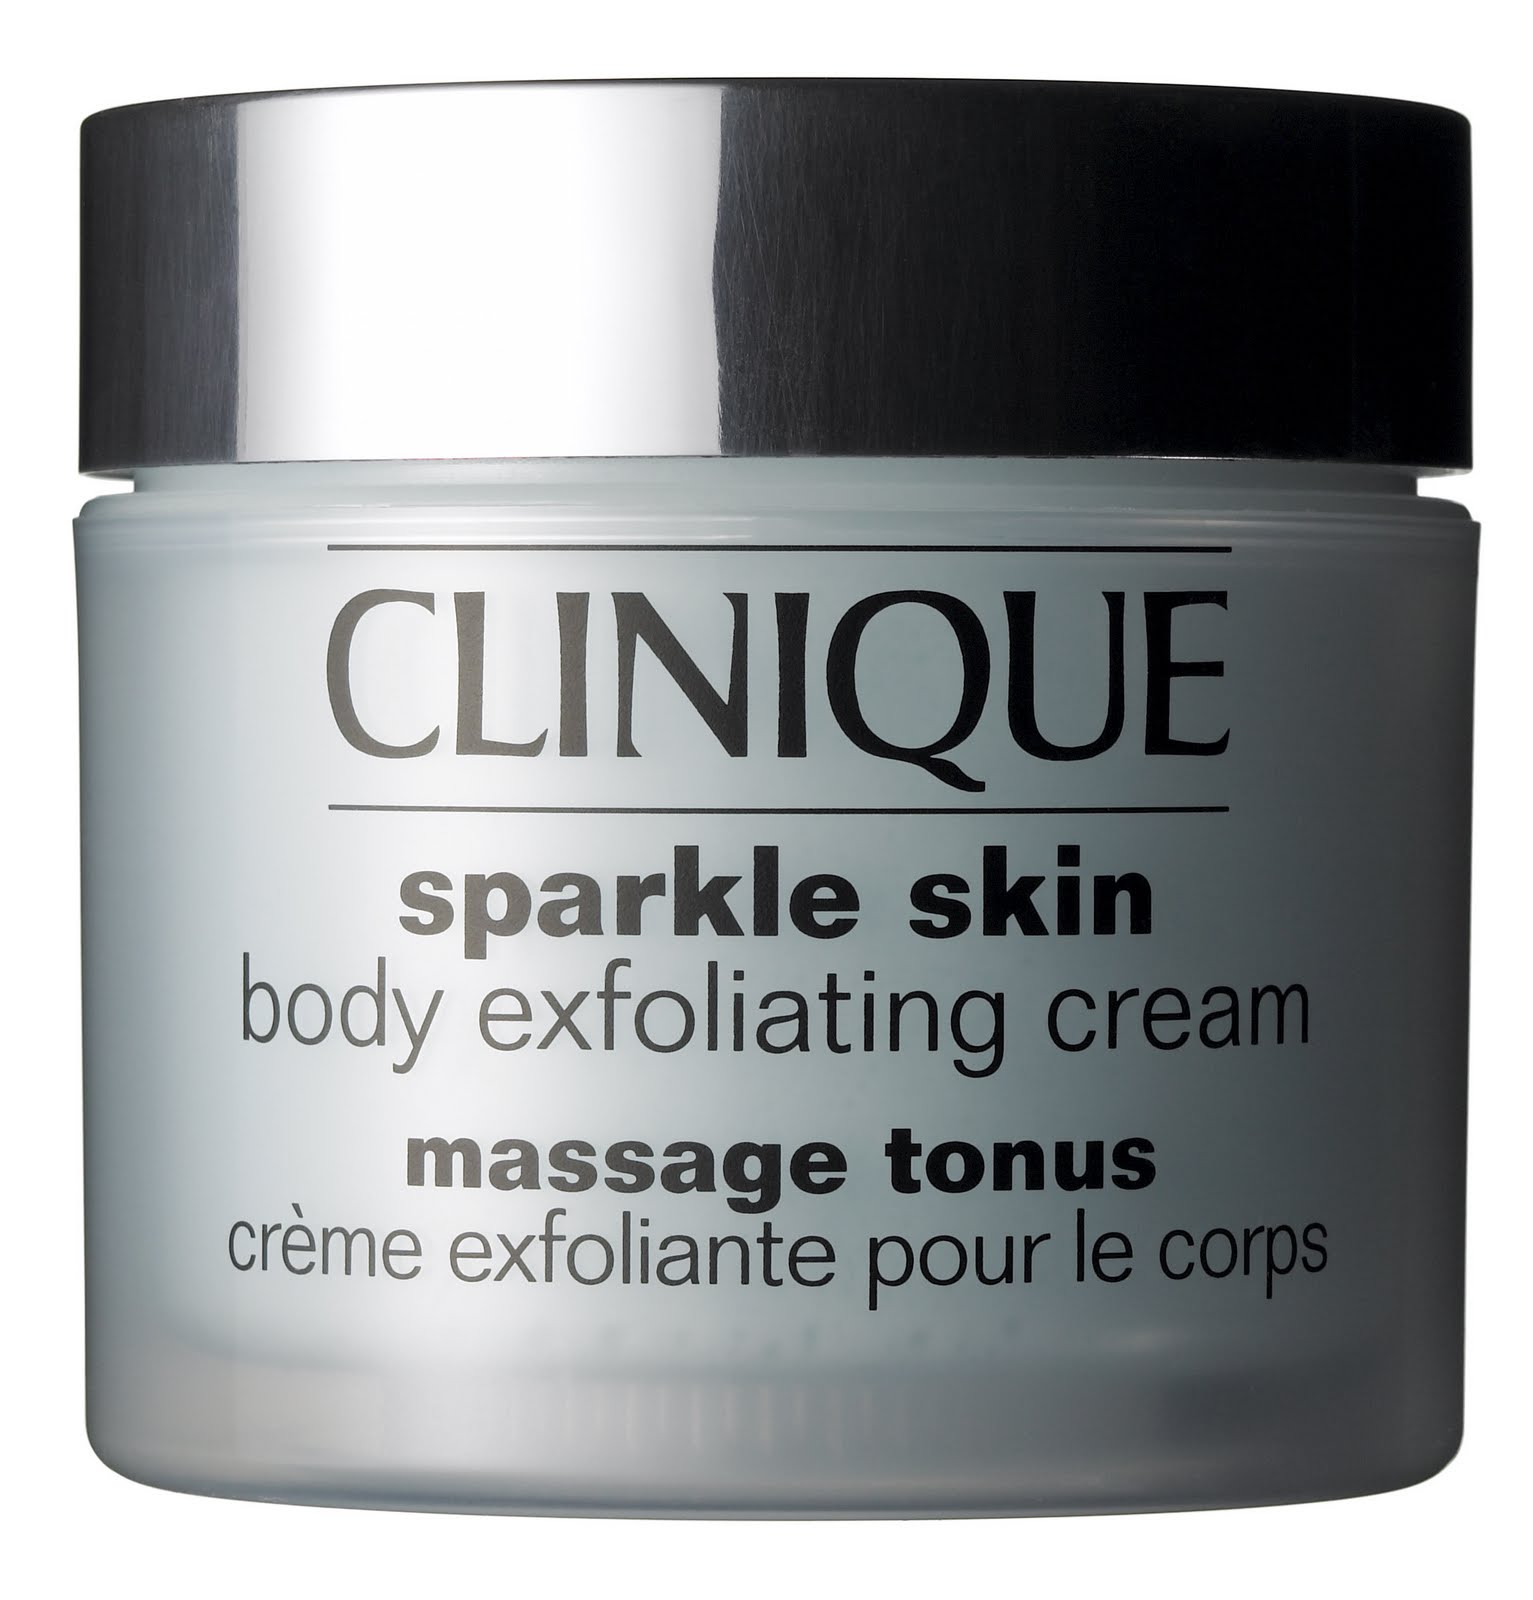 CLINIQUE
sparkle skin
body exfoliating cream
massage tonus
crème exfoliante pour le corps